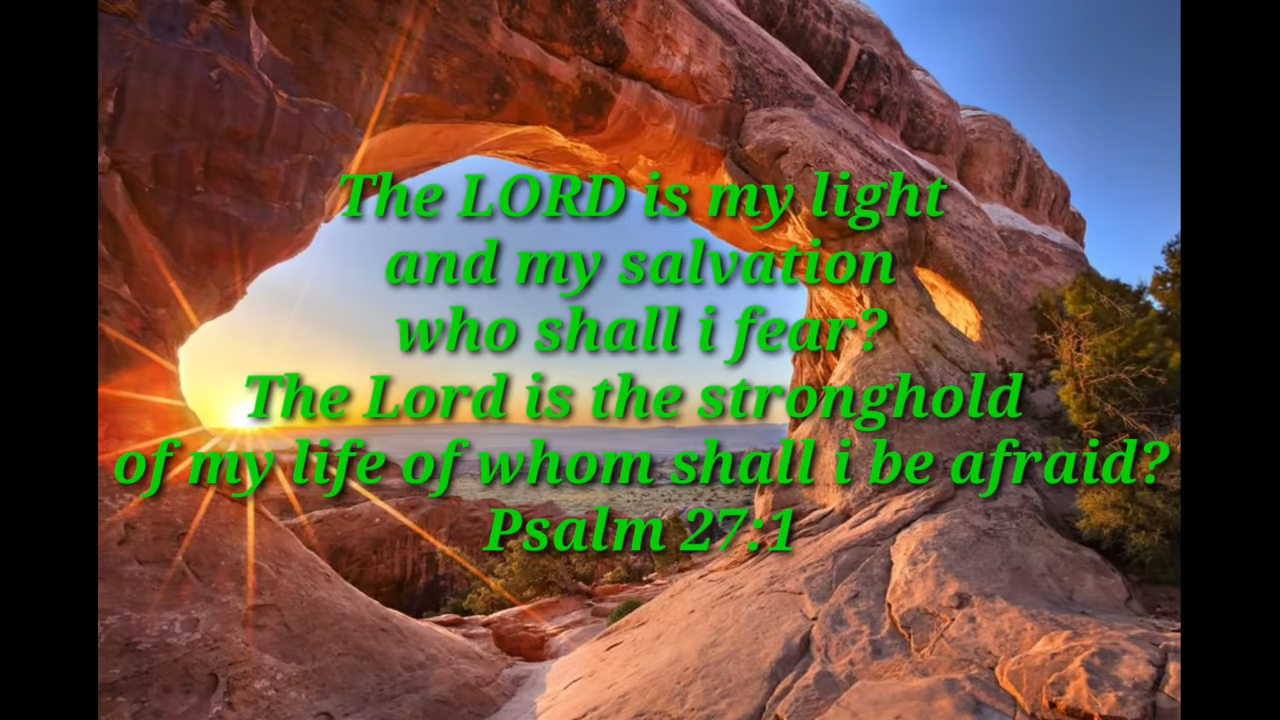 The LORD is my light
and my salvation
who shall i fear?
The Lord is the stronghold
of my life of whom shall i be afraid?
Psalm 27:1